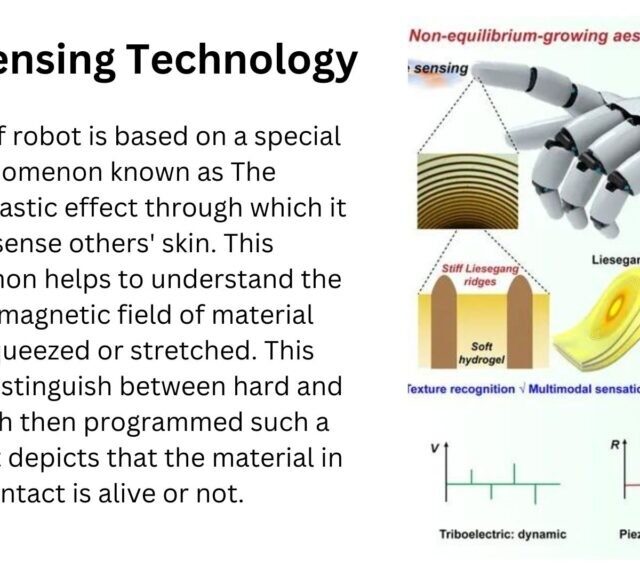 ensing Technology
f robot is based on a special
omenon known as The
astic effect through which it
sense others' skin. This
non helps to understand the
magnetic field of material
ueezed or stretched. This
stinguish between hard and
h then programmed such a
t depicts that the material in
ntact is alive or not.
Non-equilibrium-growing aes
sensing
Liesegan
Stiff Liesegang
ridges
Soft
hydrogel
Texture recognition √ Multimodal sensatio
V
R
Triboelectric: dynamic
Piez